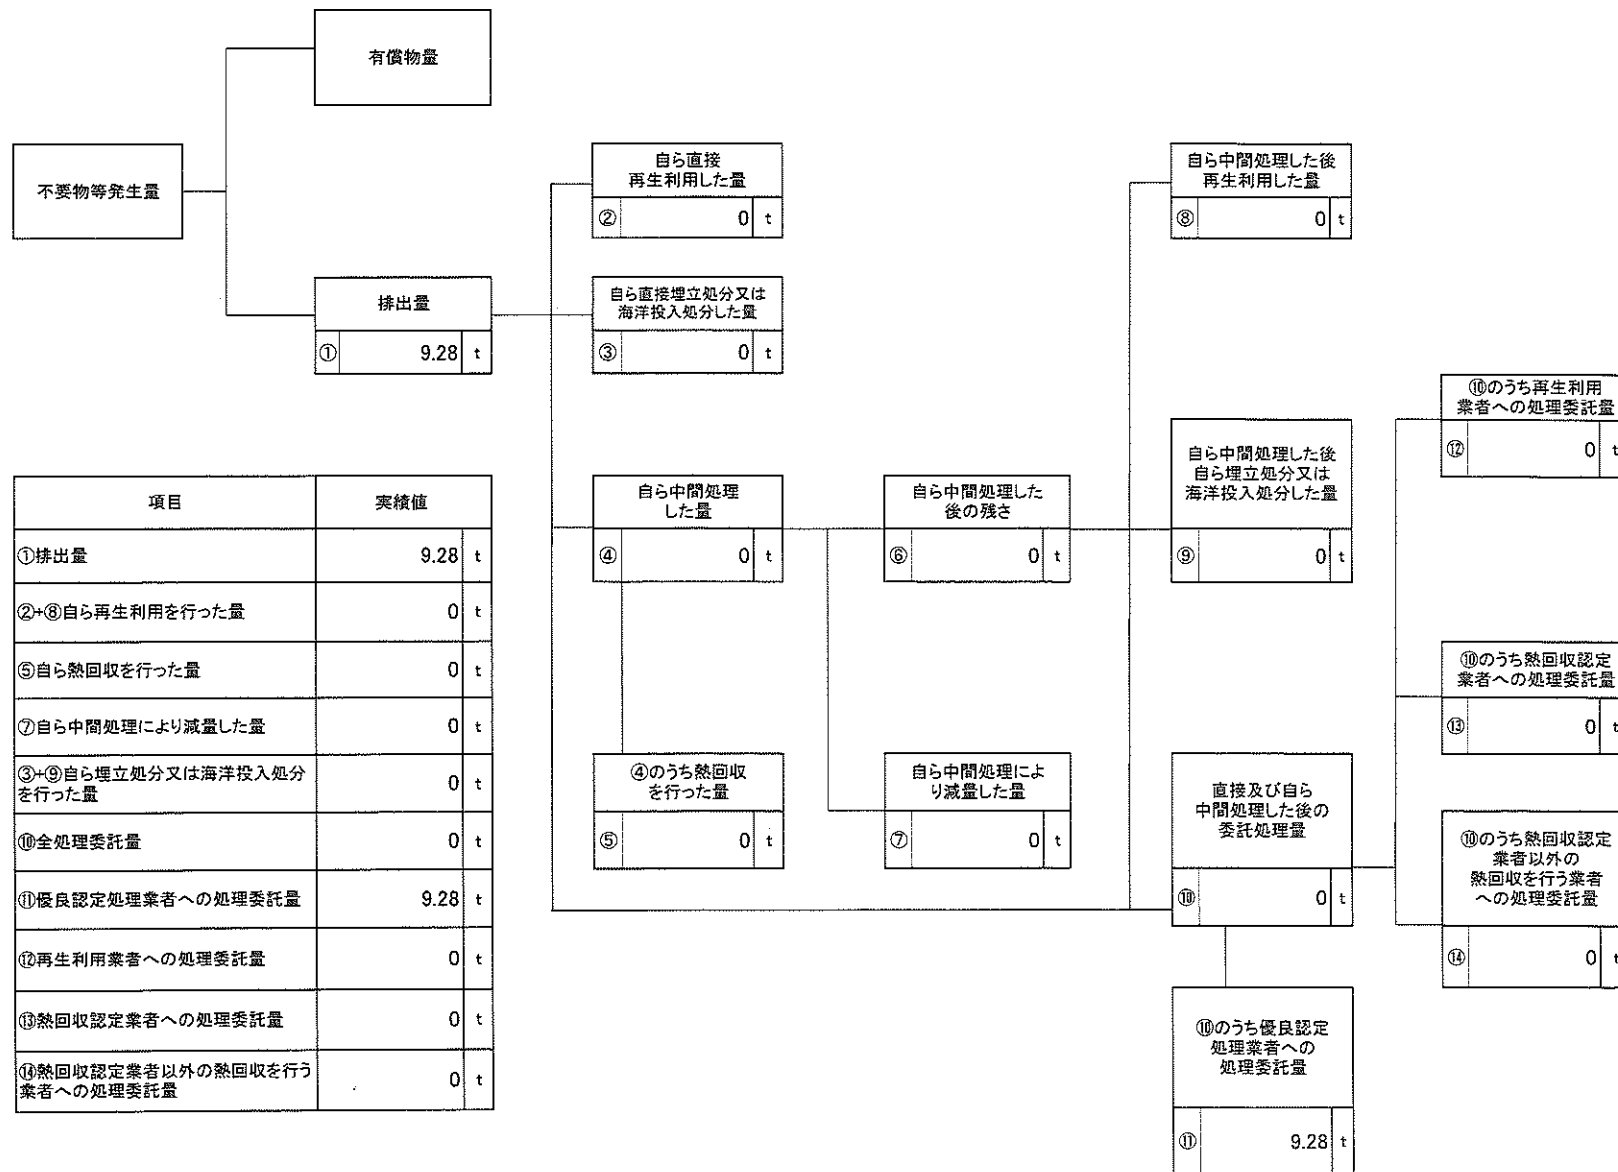 有償物量
不要物等発生量
排出量
① 9.28 t
自ら直接
再生利用した量
② 0 t
自ら直接埋立処分又は
海洋投入処分した量
③ 0 t
自ら中間処理
した量
④ 0 t
④のうち熱回収
を行った量
⑤ 0 t
自ら中間処理した
後の残さ
⑥ 0 t
自ら中間処理によ
り減量した量
⑦ 0 t
自ら中間処理した後
再生利用した量
⑧ 0 t
自ら中間処理した後
自ら埋立処分又は
海洋投入処分した量
⑨ 0 t
直接及び自ら
中間処理した後の
委託処理量
⑩ 0 t
⑩のうち優良認定
処理業者への
処理委託量
⑪ 9.28 t
⑩のうち再生利用
業者への処理委託量
⑫ 0 t
⑩のうち熱回収認定
業者への処理委託量
⑬ 0 t
⑩のうち熱回収認定
業者以外の
熱回収を行う業者
への処理委託量
⑭ 0 t
項目 実績値
①排出量 9.28 t
②+⑧自ら再生利用を行った量 0 t
⑤自ら熱回収を行った量 0 t
⑦自ら中間処理により減量した量 0 t
③+⑨自ら埋立処分又は海洋投入処分
を行った量 0 t
⑩全処理委託量 0 t
⑪優良認定処理業者への処理委託量 9.28 t
⑫再生利用業者への処理委託量 0 t
⑬熱回収認定業者への処理委託量 0 t
⑭熱回収認定業者以外の熱回収を行う
業者への処理委託量 0 t